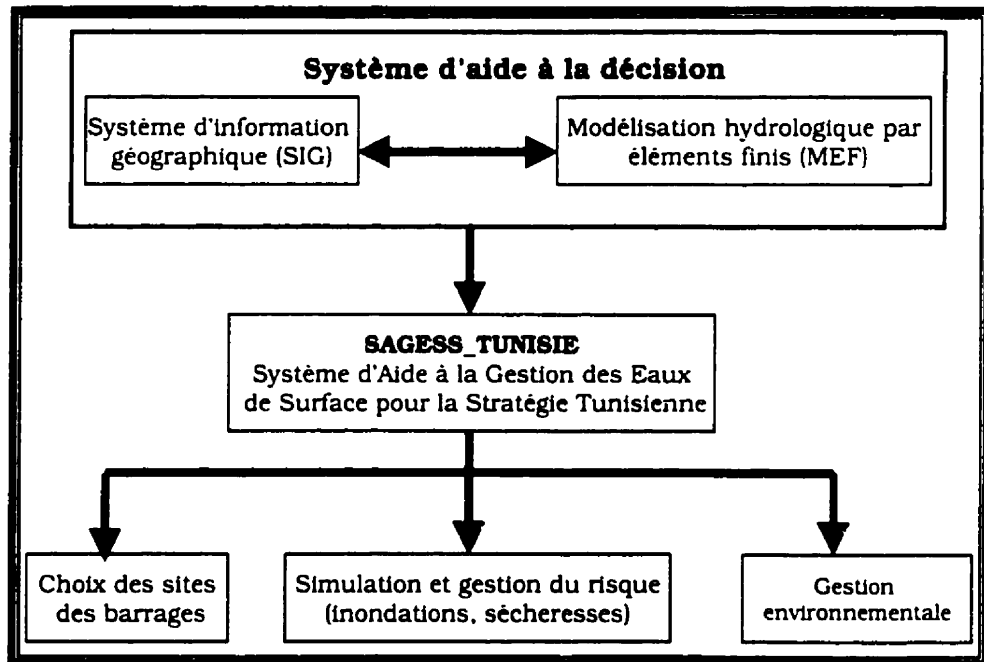 Système d'aide à la décision
Système d'information
géographique (SIG)
Modélisation hydrologique par
éléments finis (MEF)
SAGESS_TUNISIE
Système d'Aide à la Gestion des Eaux
de Surface pour la Stratégie Tunisienne
Choix des sites
des barrages
Simulation et gestion du risque
(inondations, sècheresses)
Gestion
environnementale